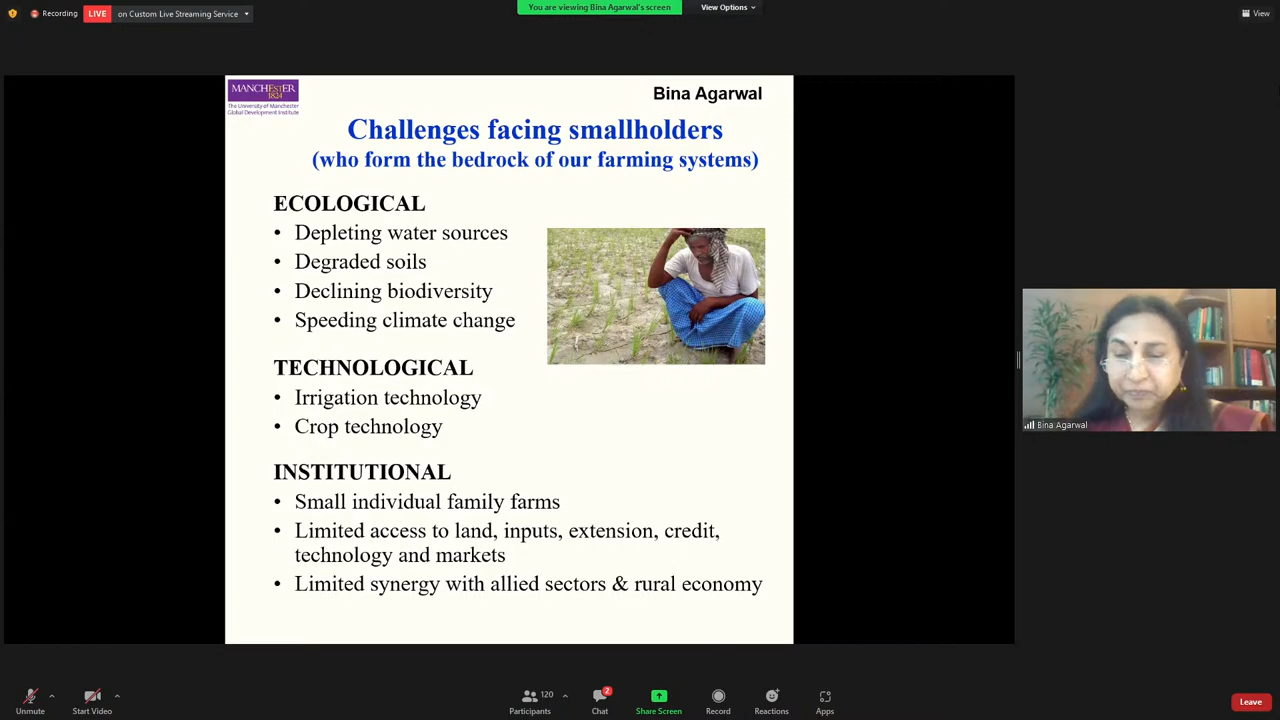 Recording
LIVE
on Custom Live Streaming Service
You are viewing Bina Agarwal's screen
View Options
View
MANCHESTER
1824
The University of Manchester
Global Development Institute
Bina Agarwal
Challenges facing smallholders
(who form the bedrock of our farming systems)
ECOLOGICAL
• Depleting water sources
• Degraded soils
• Declining biodiversity
• Speeding climate change
TECHNOLOGICAL
• Irrigation technology
• Crop technology
INSTITUTIONAL
• Small individual family farms
• Limited access to land, inputs, extension, credit,
technology and markets
• Limited synergy with allied sectors & rural economy
Bina Agarwal
Unmute
Start Video
120
Participants
2
Chat
Share Screen
Record
Reactions
Apps
Leave